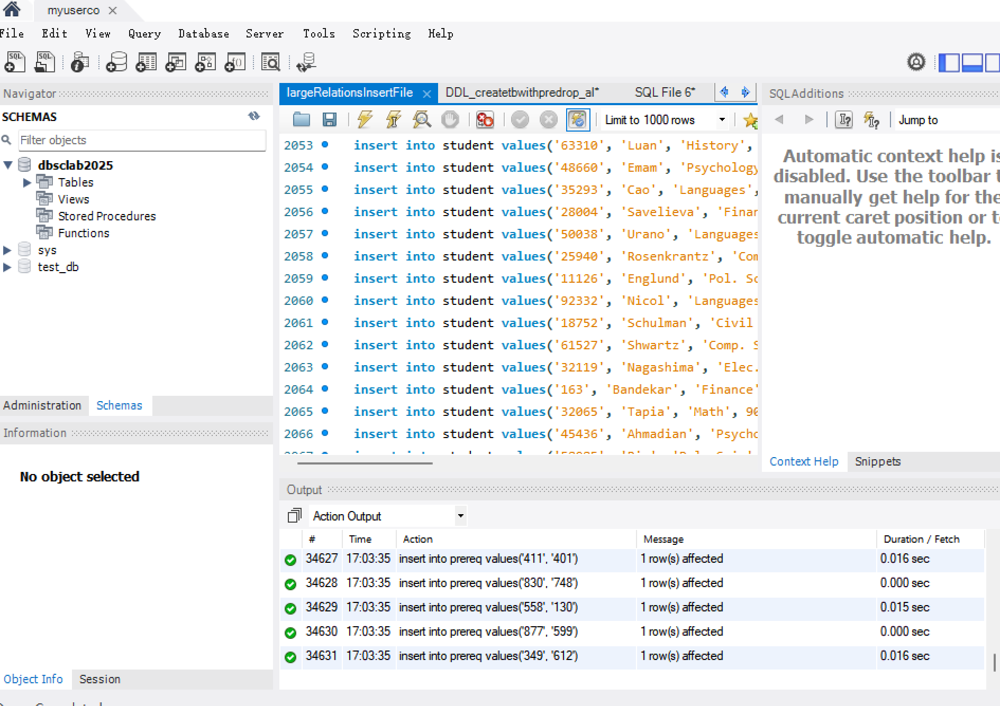 myuserco
File Edit View Query Database Server Tools Scripting Help
Navigator
SCHEMAS
Filter objects
dbsclab2025
Tables
Views
Stored Procedures
Functions
sys
test_db
Administration Schemas
Information
No object selected
Object Info Session
largeRelationsInsertFile DDL_createtbwithpredrop_al* SQL File 6*
Limit to 1000 rows
2053 insert into student values('63310', 'Luan', 'History',
2054 insert into student values('48660', 'Emam', 'Psychology
2055 insert into student values('35293', 'Cao', 'Languages',
2056 insert into student values('28004', 'Savelieva', 'Finan
2057 insert into student values('50038', 'Urano', 'Languages
2058 insert into student values('25940', 'Rosenkrantz', 'Com
2059 insert into student values('11126', 'Englund', 'Pol. Sc
2060 insert into student values('92332', 'Nicol', 'Languages
2061 insert into student values('18752', 'Schulman', 'Civil
2062 insert into student values('61527', 'Shwartz', 'Comp. S
2063 insert into student values('32119', 'Nagashima', 'Elec.
2064 insert into student values('163', 'Bandekar', 'Finance'
2065 insert into student values('32065', 'Tapia', 'Math', 90
2066 insert into student values('45436', 'Ahmadian', 'Psycho
SQLAdditions
Jump to
Automatic context help is
disabled. Use the toolbar t
manually get help for the
current caret position or t
toggle automatic help.
Context Help Snippets
Output
Action Output
# Time Action Message Duration / Fetch
34627 17:03:35 insert into prereq values('411', '401') 1 row(s) affected 0.016 sec
34628 17:03:35 insert into prereq values('830', '748') 1 row(s) affected 0.000 sec
34629 17:03:35 insert into prereq values('558', '130') 1 row(s) affected 0.015 sec
34630 17:03:35 insert into prereq values('877', '599') 1 row(s) affected 0.000 sec
34631 17:03:35 insert into prereq values('349', '612') 1 row(s) affected 0.016 sec